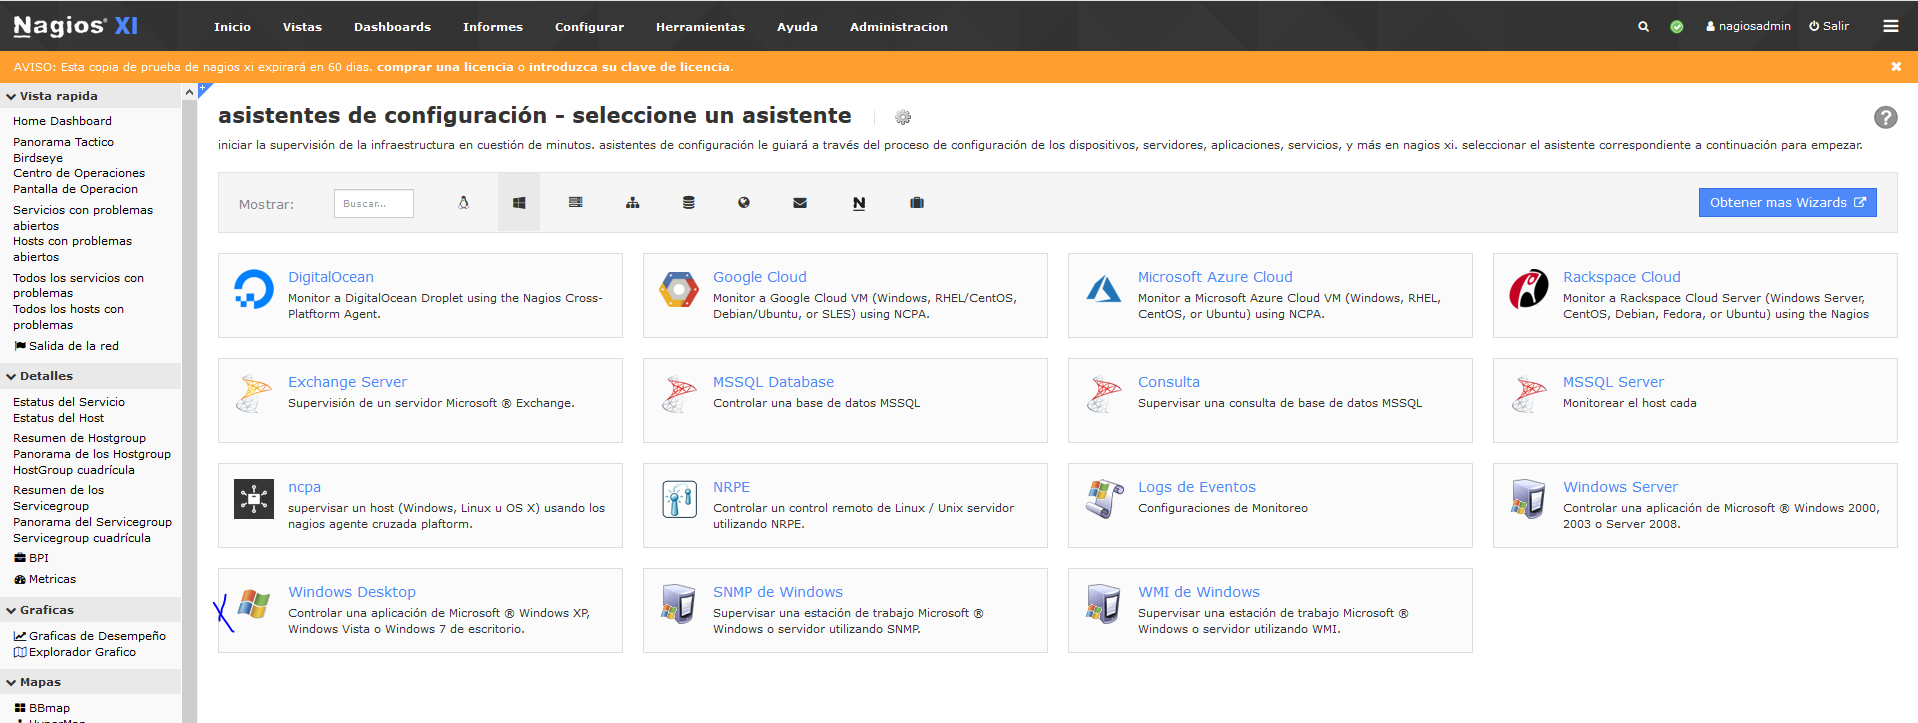 Nagios® XI
Inicio Vistas Dashboards Informes Configurar Herramientas Ayuda Administracion
nagiosadmin Salir
AVISO: Esta copia de prueba de nagios xi expirará en 60 dias. comprar una licencia o introduzca su clave de licencia.
Vista rapida
Home Dashboard
Panorama Tactico
Birdseye
Centro de Operaciones
Pantalla de Operacion
Servicios con problemas
abiertos
Hosts con problemas
abiertos
Todos los servicios con
problemas
Todos los hosts con
problemas
Salida de la red
Detalles
Estatus del Servicio
Estatus del Host
Resumen de Hostgroup
Panorama de los Hostgroup
HostGroup cuadrícula
Resumen de los
Servicegroup
Panorama del Servicegroup
Servicegroup cuadrícula
BPI
Metricas
Graficas
Graficas de Desempeño
Explorador Grafico
Mapas
BBmap
HyperMap
asistentes de configuración - seleccione un asistente
iniciar la supervisión de la infraestructura en cuestión de minutos. asistentes de configuración le guiará a través del proceso de configuración de los dispositivos, servidores, aplicaciones, servicios, y más en nagios xi. seleccionar el asistente correspondiente a continuación para empezar.
Mostrar: Buscar... N Obtener mas Wizards
DigitalOcean
Monitor a DigitalOcean Droplet using the Nagios Cross-
Platform Agent.
Google Cloud
Monitor a Google Cloud VM (Windows, RHEL/CentOS,
Debian/Ubuntu, or SLES) using NCPA.
Microsoft Azure Cloud
Monitor a Microsoft Azure Cloud VM (Windows, RHEL,
CentOS, or Ubuntu) using NCPA.
Rackspace Cloud
Monitor a Rackspace Cloud Server (Windows Server,
CentOS, Debian, Fedora, or Ubuntu) using the Nagios
Exchange Server
Supervisión de un servidor Microsoft ® Exchange.
MSSQL Database
Controlar una base de datos MSSQL
Consulta
Supervisar una consulta de base de datos MSSQL
MSSQL Server
Monitorear el host cada
ncpa
supervisar un host (Windows, Linux u OS X) usando los
nagios agente cruzada plaform.
NRPE
Controlar un control remoto de Linux / Unix servidor
utilizando NRPE.
Logs de Eventos
Configuraciones de Monitoreo
Windows Server
Controlar una aplicación de Microsoft ® Windows 2000,
2003 o Server 2008.
X
Windows Desktop
Controlar una aplicación de Microsoft ® Windows XP,
Windows Vista o Windows 7 de escritorio.
SNMP de Windows
Supervisar una estación de trabajo Microsoft ®
Windows o servidor utilizando SNMP.
WMI de Windows
Supervisar una estación de trabajo Microsoft ®
Windows o servidor utilizando WMI.